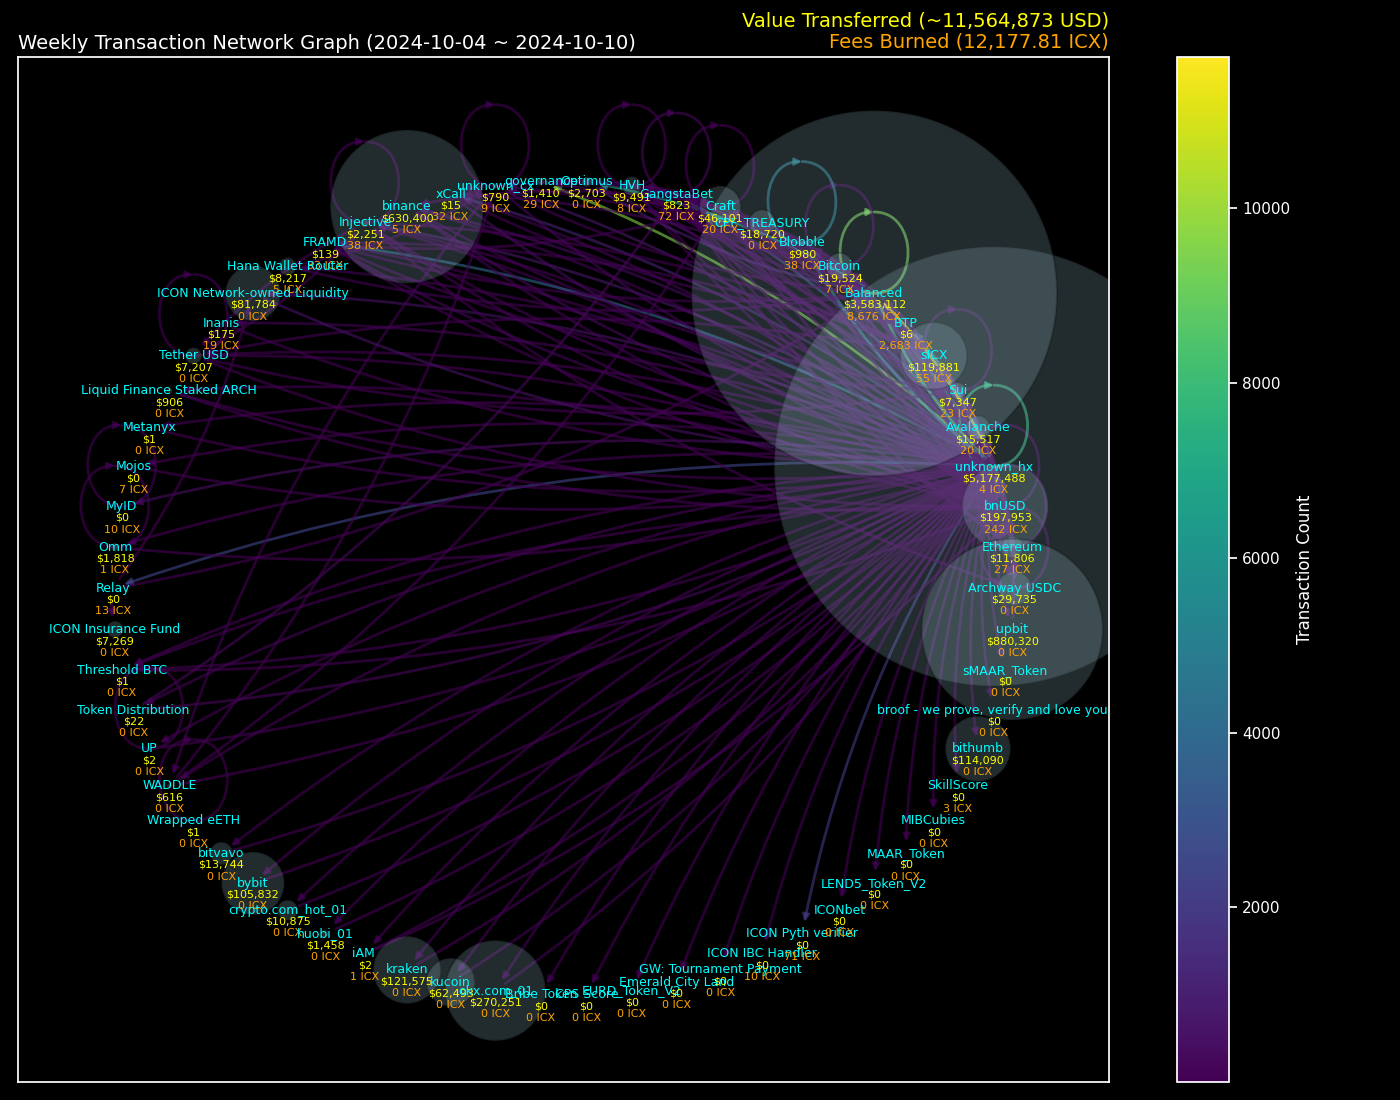 Value Transferred (~11,564,873 USD)
Weekly Transaction Network Graph (2024-10-04 ~ 2024-10-10)
Fees Burned (12,177.81 ICX)
governance
$1,410
29 ICX
Optimus
$2,703
0 ICX
unknown_cx
$790
9 ICX
HVH
$9,491
8 ICX
xCall
$15
32 ICX
GangstaBet
$823
72 ICX
binance
$630,400
5 ICX
Craft
$46,101
20 ICX
Injective
$2,251
38 ICX
TREASURY
$18,720
0 ICX
FRAMD
$139
Blobble
$980
38 ICX
Hana Wallet Router
$8,217
5 ICX
Bitcoin
$19,524
7 ICX
ICON Network-owned Liquidity
$81,784
0 ICX
Balanced
$3,583,112
8,676 ICX
Inanis
$175
19 ICX
BTP
$6
2,683 ICX
Tether USD
$7,207
0 ICX
sICX
$119,881
55 ICX
Liquid Finance Staked ARCH
$906
0 ICX
Sui
$7,347
23 ICX
Metanyx
$1
0 ICX
Avalanche
$15,517
20 ICX
Mojos
$0
7 ICX
unknown_hx
$5,177,488
4 ICX
MyID
$0
10 ICX
bnUSD
$197,953
242 ICX
Omm
$1,818
1 ICX
Ethereum
$11,806
27 ICX
Relay
$0
13 ICX
Archway USDC
$29,735
0 ICX
ICON Insurance Fund
$7,269
0 ICX
upbit
$880,320
0 ICX
Threshold BTC
$1
0 ICX
sMAAR_Token
$0
0 ICX
Token Distribution
$22
0 ICX
broof - we prove, verify and love you
$0
0 ICX
UP
$2
0 ICX
bithumb
$114,090
0 ICX
WADDLE
$616
0 ICX
SkillScore
$0
3 ICX
Wrapped eETH
$1
0 ICX
MIBCubies
$0
0 ICX
bitvavo
$13,744
0 ICX
MAAR_Token
$0
0 ICX
bybit
$105,832
0 ICX
LEND5_Token_V2
$0
0 ICX
crypto.com_hot_01
$10,875
0 ICX
ICONbet
$0
0 ICX
huobi_01
$1,458
0 ICX
ICON Pyth verifier
$0
71 ICX
iAM
$2
1 ICX
ICON IBC Handler
$0
10 ICX
kraken
$121,575
0 ICX
GW: Tournament Payment
$0
0 ICX
kucoin
$62,493
0 ICX
Emerald City Land
$0
0 ICX
okx.com_01
$270,251
0 ICX
EURD_Token_V2
$0
0 ICX
Bribe Token
$0
0 ICX
CPS Score
$0
0 ICX
10000
8000
6000
4000
2000
Transaction Count